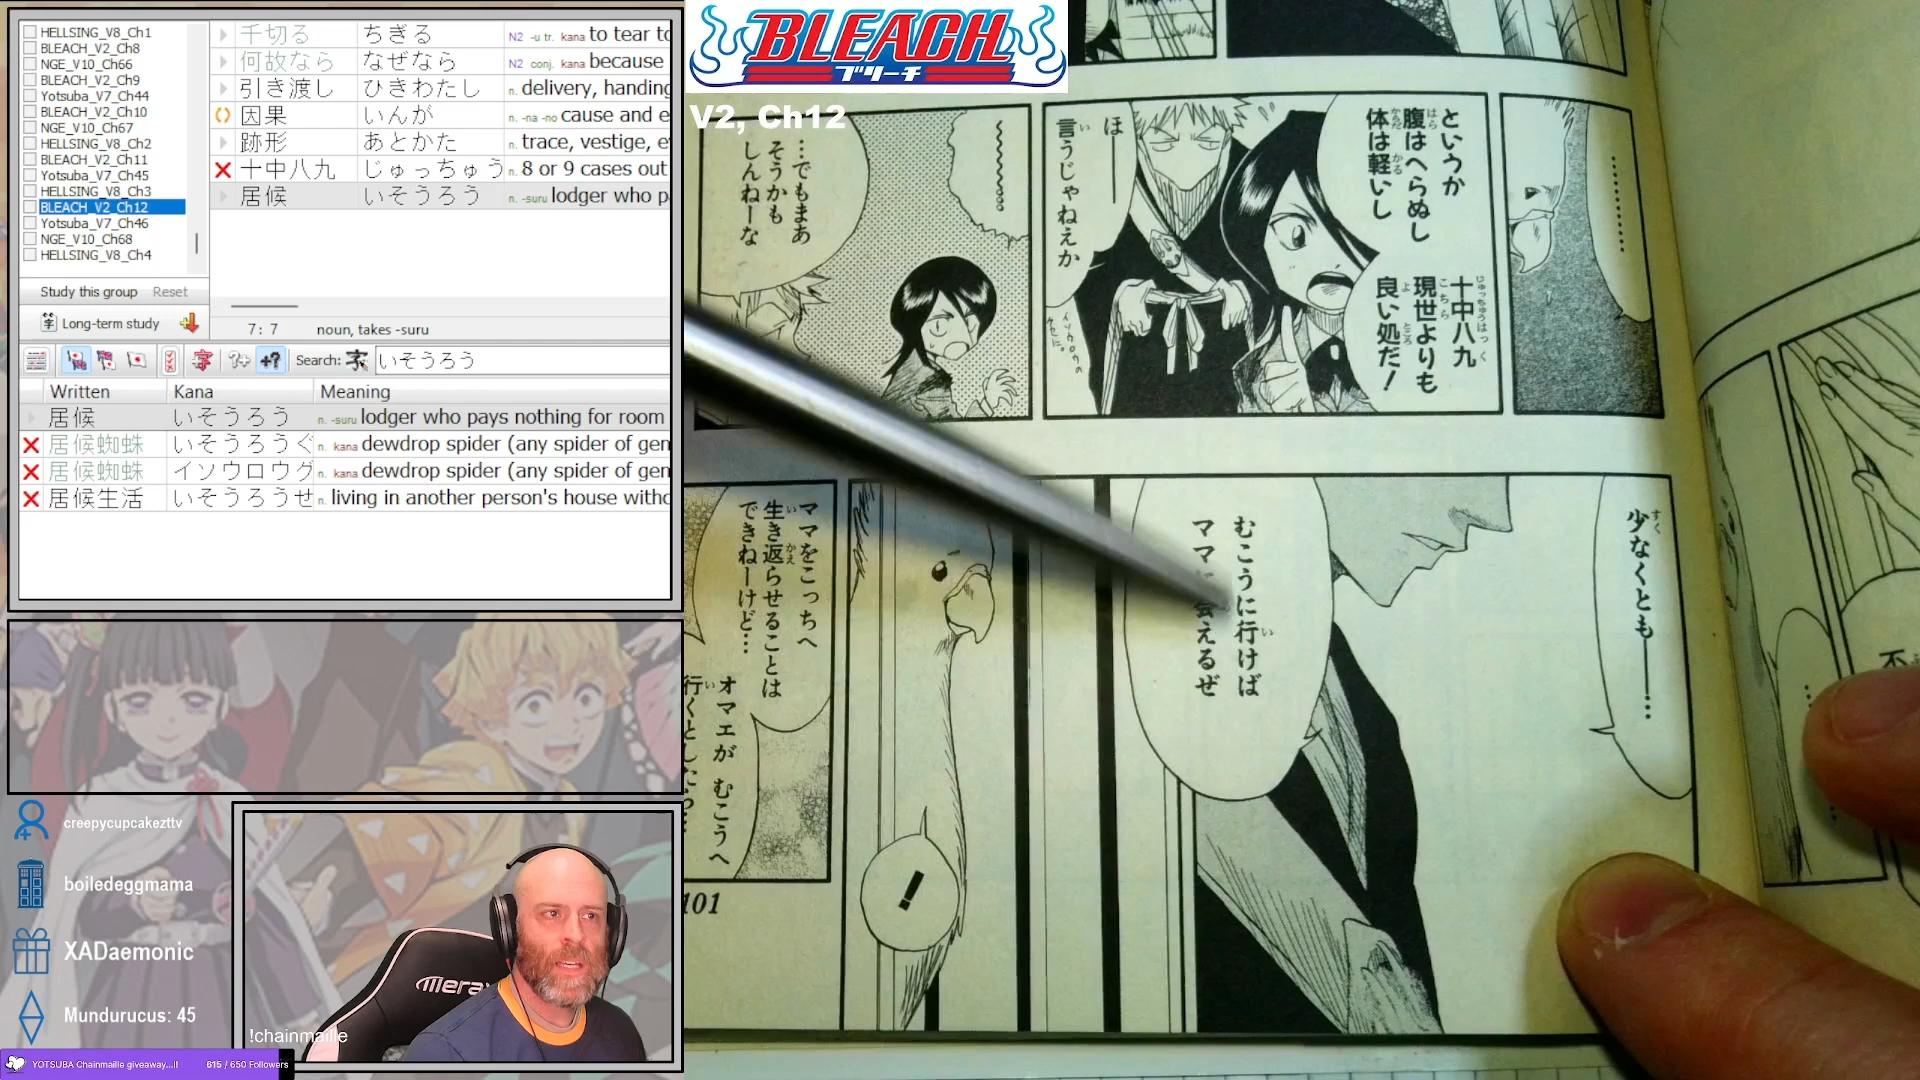 HELLSING_V8_Ch1
BLEACH_V2_Ch8
NGE_V10_Ch66
BLEACH_V2_Ch9
Yotsuba_V7_Ch44
BLEACH_V2_Ch10
NGE_V10_Ch67
HELLSING_V8_Ch2
BLEACH_V2_Ch11
Yotsuba_V7_Ch45
HELLSING_V8_Ch3
BLEACH_V2_Ch12
Yotsuba_V7_Ch46
NGE_V10_Ch68
HELLSING_V8_Ch4
Study this group Reset
Long-term study
千切る ちぎる N2 -u tr. kana to tear to
何故なら なぜなら N2 conj. kana because
引き渡し ひきわたし n. delivery, handing
因果 いんが n. -na -no cause and e
跡形 あとかた n. trace, vestige, e
十中八九 じゅっちゅう n. 8 or 9 cases out
居候 いそうろう n. -suru lodger who p
7: 7 noun, takes -suru
Search: いそうろう
Written Kana Meaning
居候 いそうろう n. -suru lodger who pays nothing for room
居候蜘蛛 いそうろうぐ n. kana dewdrop spider (any spider of gen
居候蜘蛛 イソウロウグ n. kana dewdrop spider (any spider of gen
居候生活 いそうろうせ n. living in another person's house witho
BLEACH
ブリーチ
V2, Ch12
というか
腹はへらぬし
体は軽いし
十中八九
現世よりも
良い処だ!
ほ――
言うじゃねえか
イソウロウの
クセに。
…でもまあ
そうかも
しんねーな
少なくとも――…
むこうに行けば
ママ
会えるぜ
!
ママをこっちへ
生き返らせることは
できねーけど…
オマエが むこうへ
101
creepycupcakezttv
boiledeggmama
XADaemonic
Mundurucus: 45
!chainmaille
YOTSUBA Chainmaille giveaway...!! 615 / 650 Followers